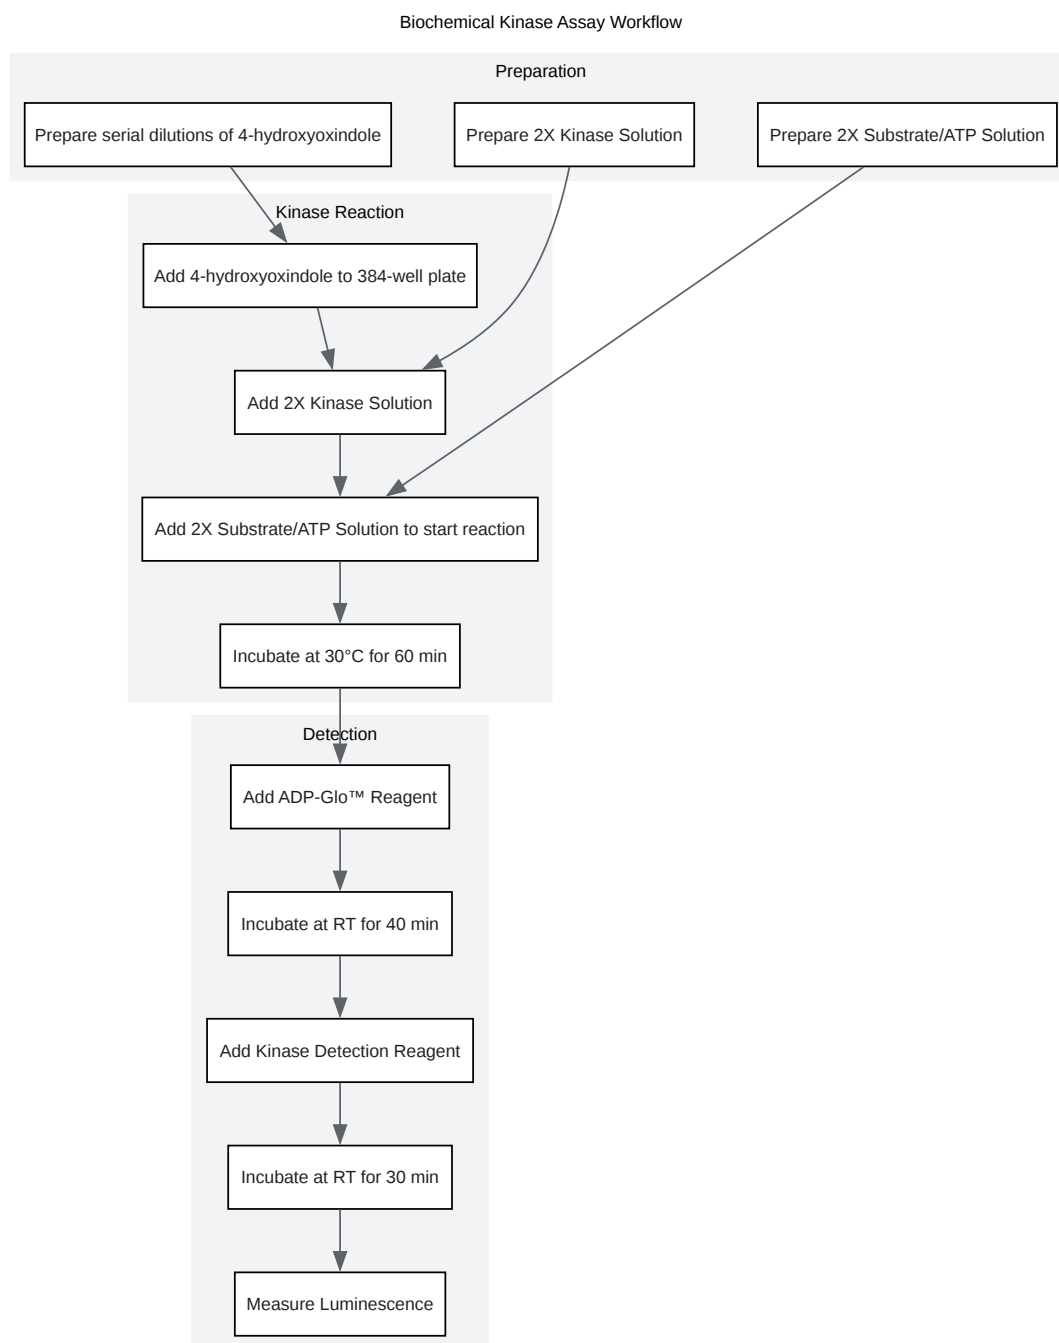 Biochemical Kinase Assay Workflow
Preparation
Prepare serial dilutions of 4-hydroxyoxindole
Prepare 2X Kinase Solution
Prepare 2X Substrate/ATP Solution
Kinase Reaction
Add 4-hydroxyoxindole to 384-well plate
Add 2X Kinase Solution
Add 2X Substrate/ATP Solution to start reaction
Incubate at 30°C for 60 min
Detection
Add ADP-Glo™ Reagent
Incubate at RT for 40 min
Add Kinase Detection Reagent
Incubate at RT for 30 min
Measure Luminescence